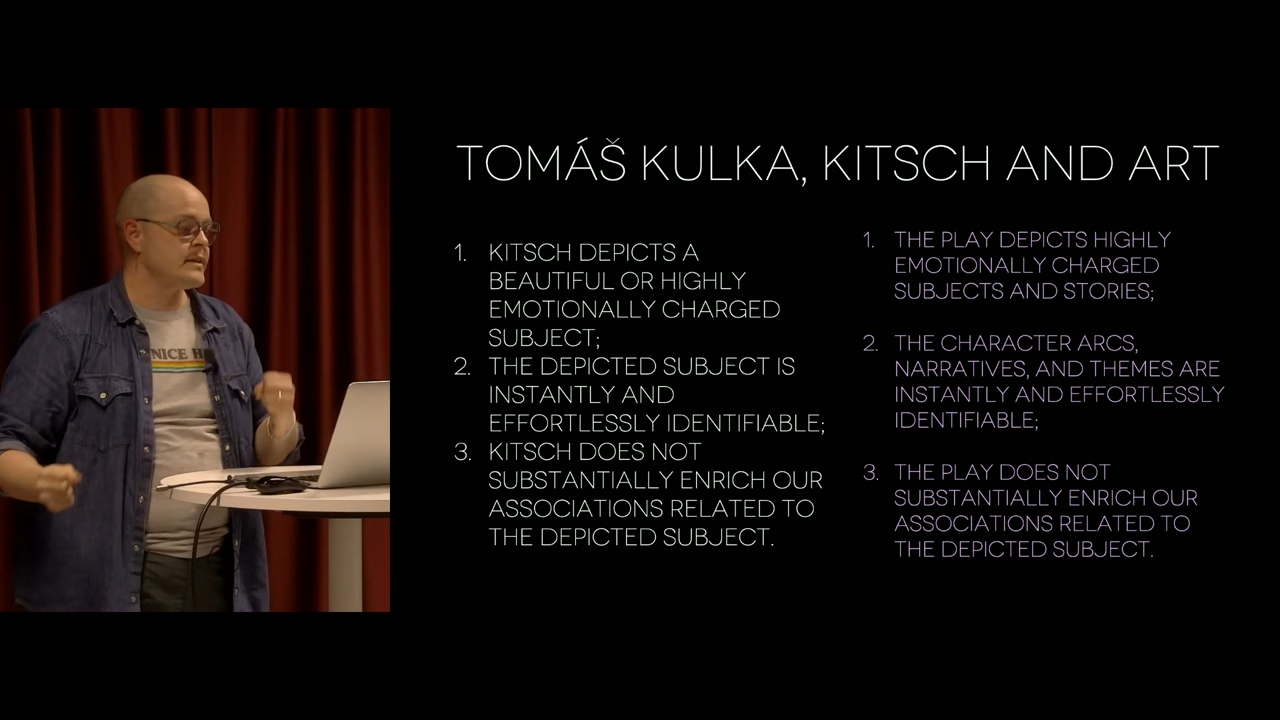 TOMÁŠ KULKA, KITSCH AND ART
1. KITSCH DEPICTS A
BEAUTIFUL OR HIGHLY
EMOTIONALLY CHARGED
SUBJECT;
2. THE DEPICTED SUBJECT IS
INSTANTLY AND
EFFORTLESSLY IDENTIFIABLE;
3. KITSCH DOES NOT
SUBSTANTIALLY ENRICH OUR
ASSOCIATIONS RELATED TO
THE DEPICTED SUBJECT.
1. THE PLAY DEPICTS HIGHLY
EMOTIONALLY CHARGED
SUBJECTS AND STORIES;
2. THE CHARACTER ARCS,
NARRATIVES, AND THEMES ARE
INSTANTLY AND EFFORTLESSLY
IDENTIFIABLE;
3. THE PLAY DOES NOT
SUBSTANTIALLY ENRICH OUR
ASSOCIATIONS RELATED TO
THE DEPICTED SUBJECT.
NICE